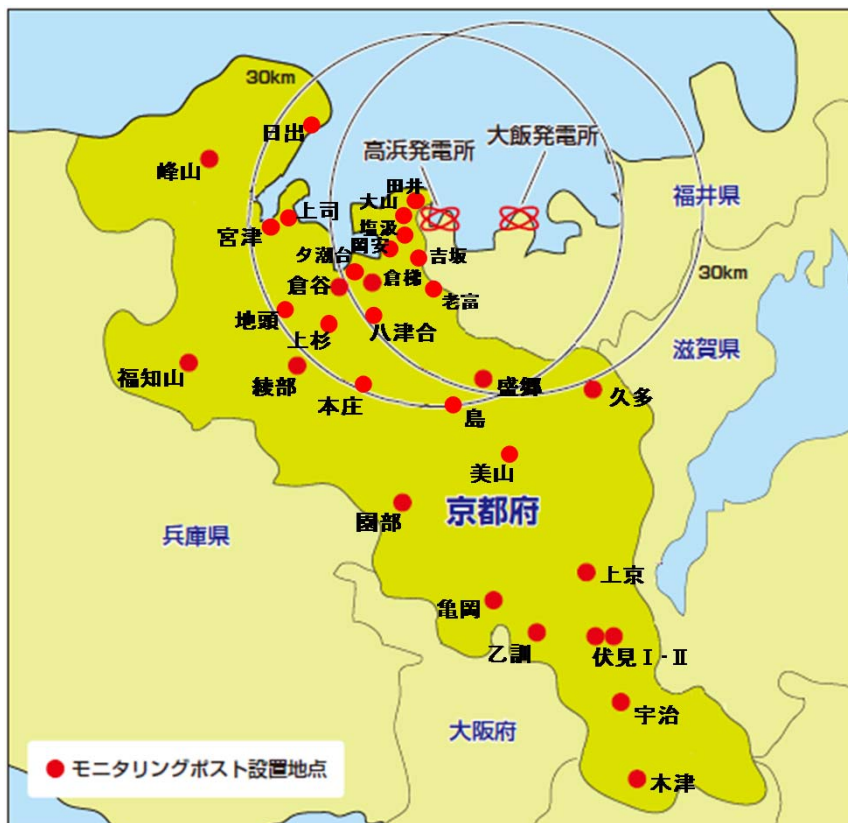 30km
日出
大飯発電所
高浜発電所
峰山
田井
大山
福井県
上司
塩汲
宮津
岡安
夕潮台
吉坂
30km
倉谷
倉梯
老富
地頭
上杉
八津合
滋賀県
福知山
綾部
盛郷
本庄
久多
島
美山
京都府
園部
兵庫県
上京
亀岡
乙訓
伏見Ⅰ-Ⅱ
宇治
大阪府
モニタリングポスト設置地点
木津